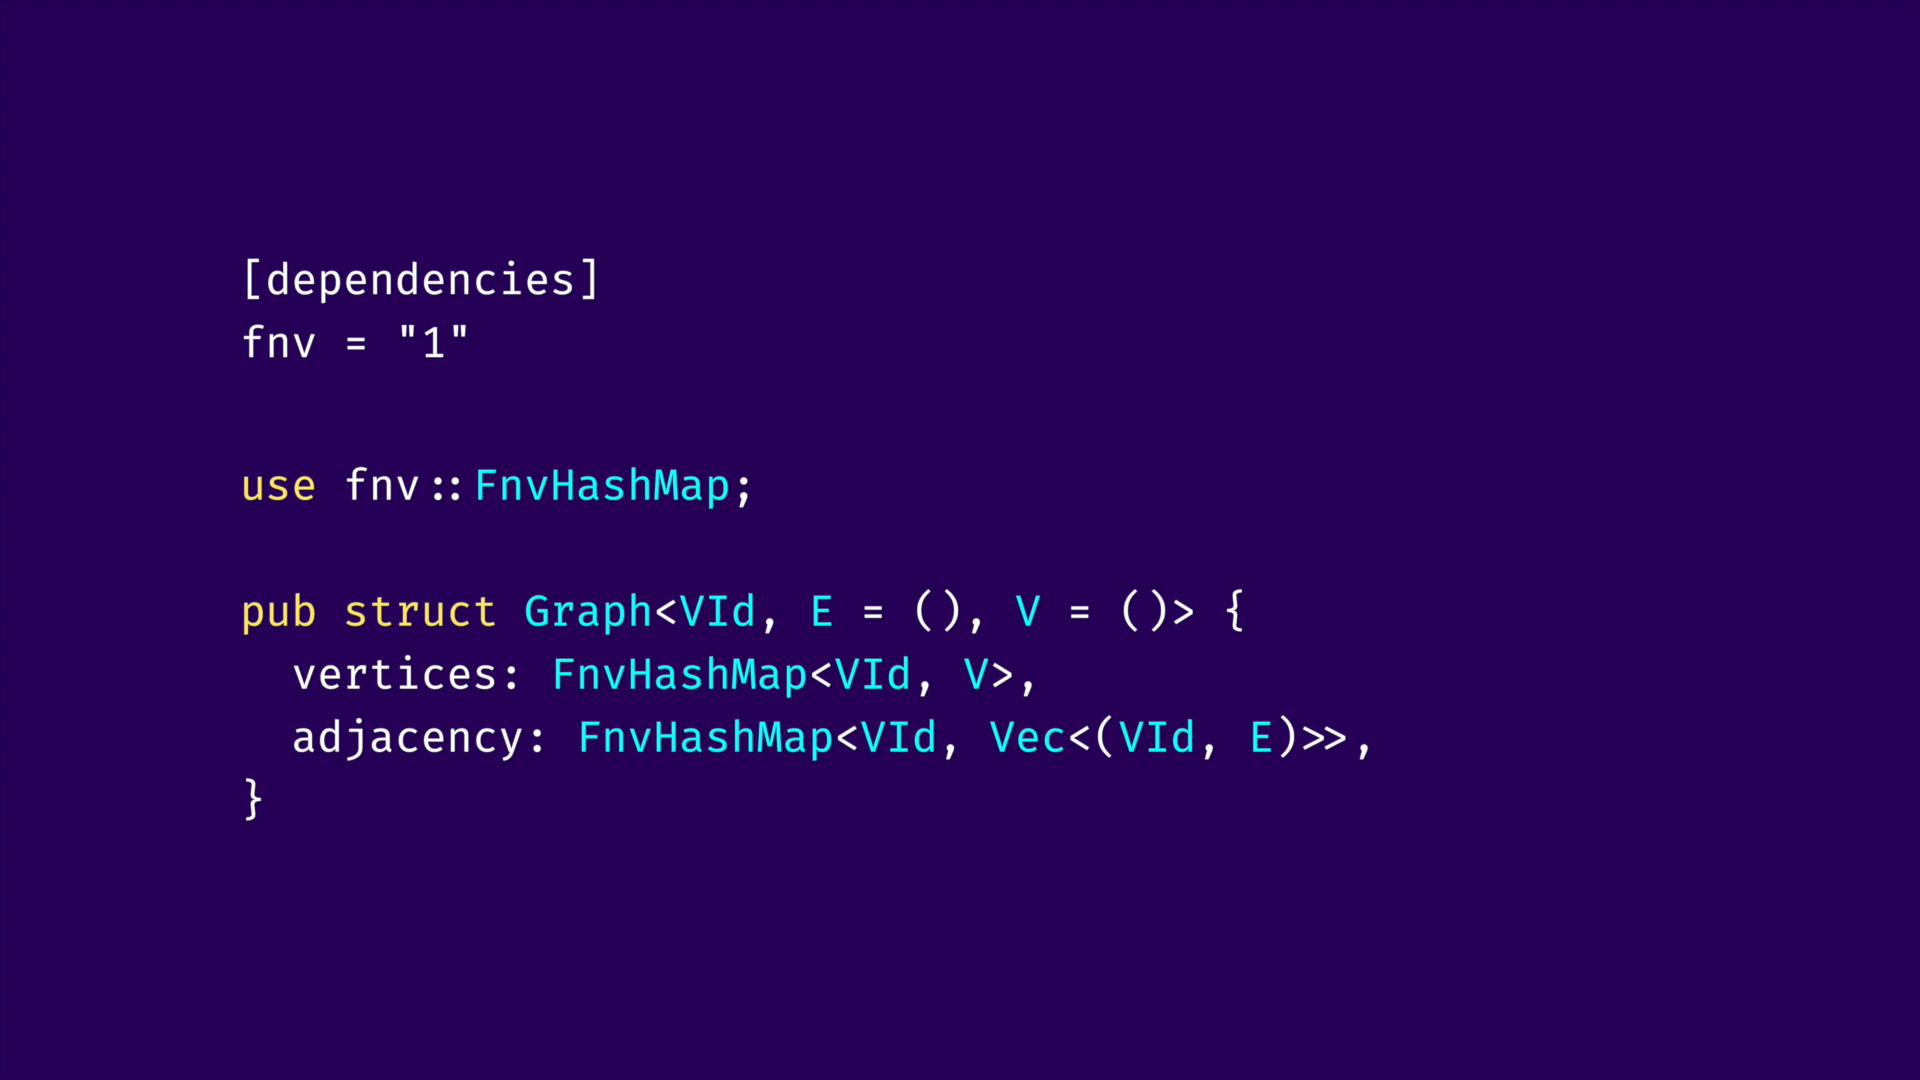 [dependencies]
fnv = "1"
use fnv::FnvHashMap;
pub struct Graph<VId, E = (), V = ()> {
  vertices: FnvHashMap<VId, V>,
  adjacency: FnvHashMap<VId, Vec<(VId, E)>>,
}